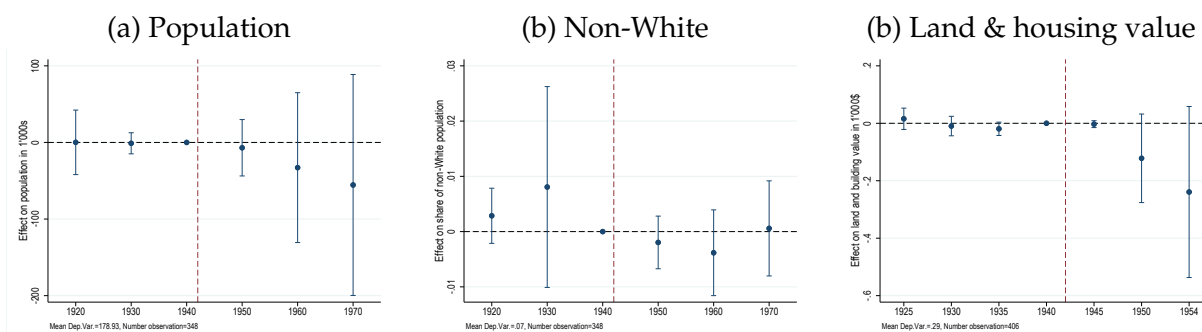 (a) Population
Effect on population in 1'000s
100
0
-100
-200
1920 1930 1940 1950 1960 1970
Mean Dep.Var.=178.93, Number observation=348
(b) Non-White
Effect on share of non-White population
.03
.02
.01
0
-.01
1920 1930 1940 1950 1960 1970
Mean Dep.Var.=.07, Number observation=348
(b) Land & housing value
Effect on land and building value in 1'000$
.2
0
-.2
-.4
-.6
1925 1930 1935 1940 1945 1950 1954
Mean Dep.Var.=.29, Number observation=406